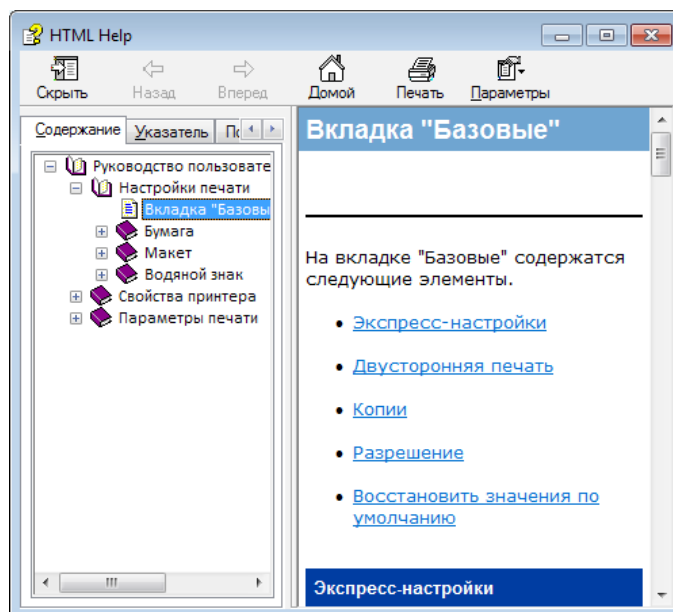 HTML Help
Скрыть Назад Вперед Домой Печать Параметры
Содержание Указатель
Руководство
Настройки печати
Вкладка
Бумага
Макет
Водяной знак
Свойства принтера
Параметры печати
Вкладка "Базовые"
На вкладке "Базовые" содержатся
следующие элементы.
Экспресс-настройки
Двусторонняя печать
Копии
Разрешение
Восстановить значения по
умолчанию
Экспресс-настройки